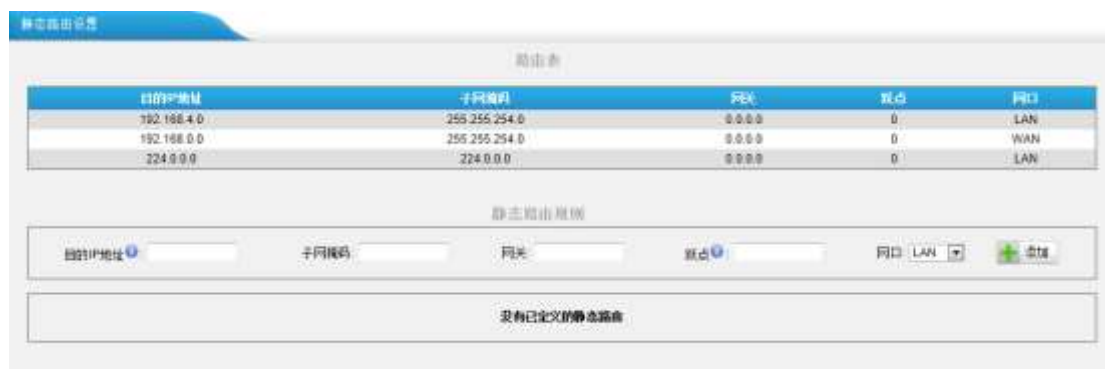 静态路由设置
路由表
目的IP地址 子网掩码 网关 跃点 网口
192.168.4.0 255.255.254.0 0.0.0.0 0 LAN
192.168.0.0 255.255.254.0 0.0.0.0 0 WAN
224.0.0.0 224.0.0.0 0.0.0.0 0 LAN
静态路由规则
目的IP地址 子网掩码 网关 跃点 网口 LAN 添加
没有已定义的静态路由